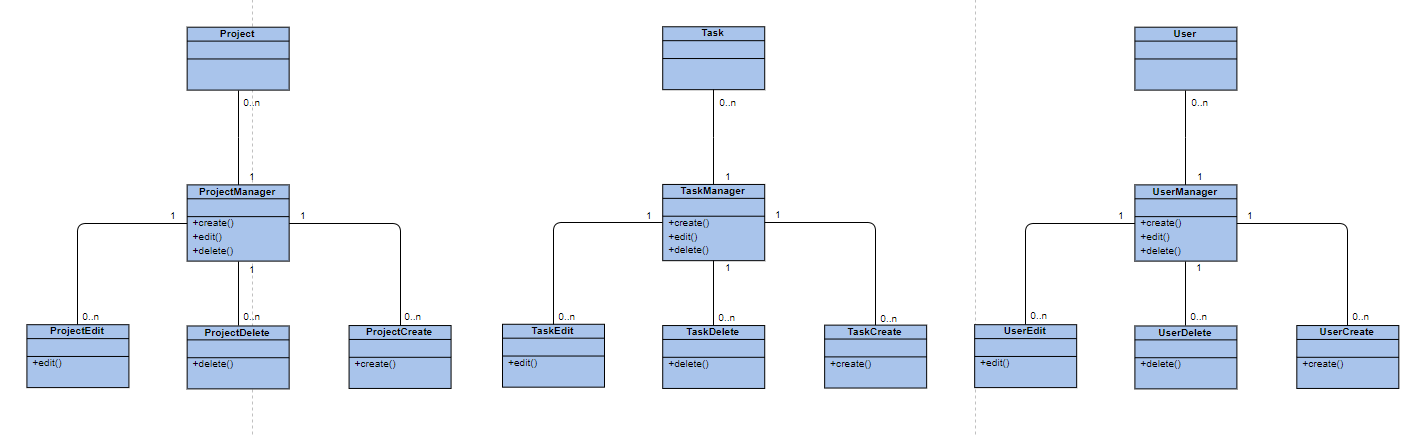 Project
0..n
1
ProjectManager
+create()
+edit()
+delete()
1
1
1
0..n
0..n
0..n
ProjectEdit
+edit()
ProjectDelete
+delete()
ProjectCreate
+create()
Task
0..n
1
TaskManager
+create()
+edit()
+delete()
1
1
1
0..n
0..n
0..n
TaskEdit
+edit()
TaskDelete
+delete()
TaskCreate
+create()
User
0..n
1
UserManager
+create()
+edit()
+delete()
1
1
1
0..n
0..n
0..n
UserEdit
+edit()
UserDelete
+delete()
UserCreate
+create()